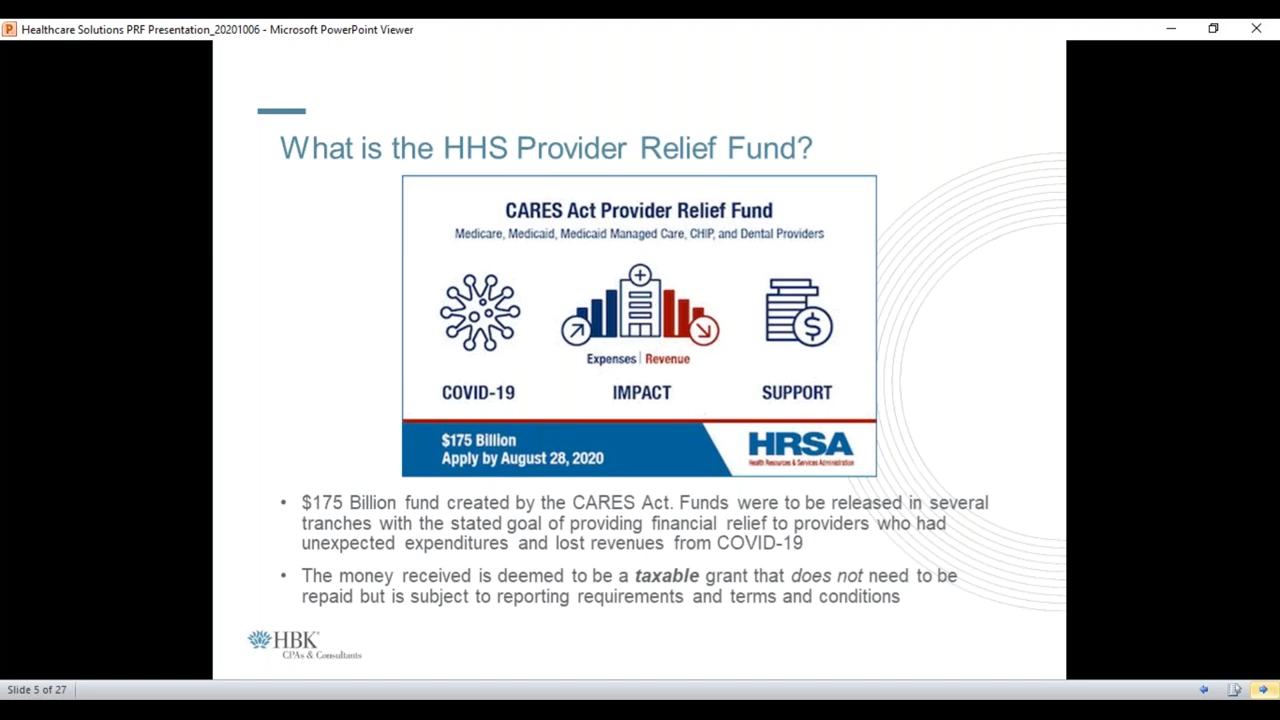 Healthcare Solutions PRF Presentation_20201006 - Microsoft PowerPoint Viewer
What is the HHS Provider Relief Fund?
CARES Act Provider Relief Fund
Medicare, Medicaid, Medicaid Managed Care, CHIP, and Dental Providers
Expenses | Revenue
COVID-19 IMPACT SUPPORT
$175 Billion
Apply by August 28, 2020
HRSA
Health Resources & Services Administration
• $175 Billion fund created by the CARES Act. Funds were to be released in several
tranches with the stated goal of providing financial relief to providers who had
unexpected expenditures and lost revenues from COVID-19
• The money received is deemed to be a taxable grant that does not need to be
repaid but is subject to reporting requirements and terms and conditions
HBK
CPAs & Consultants
Slide 5 of 27